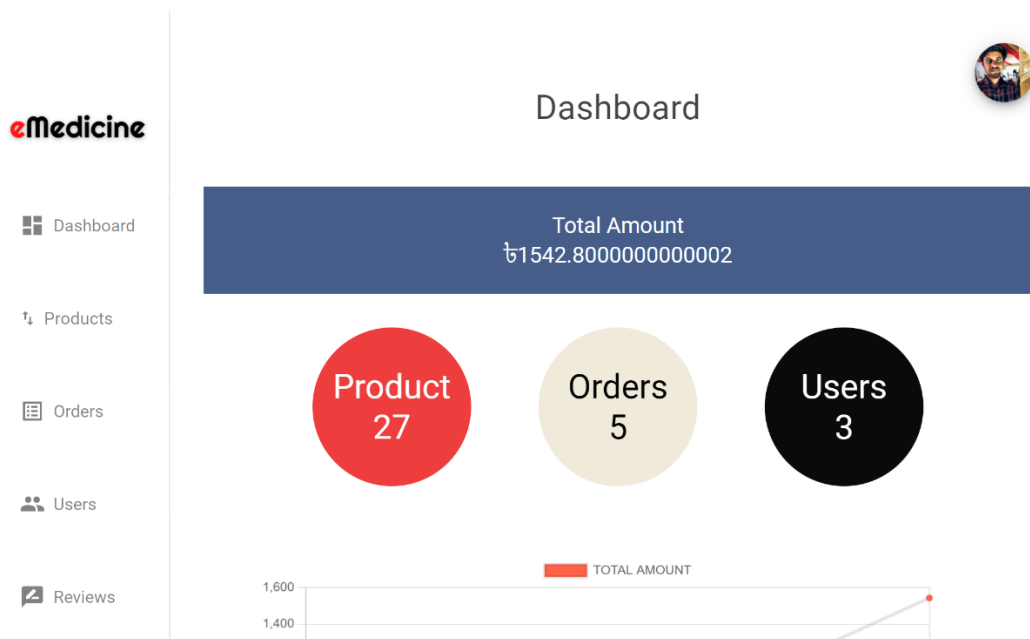 eMedicine
Dashboard
Products
Orders
Users
Reviews
Dashboard
Total Amount
৳1542.8000000000002
Product
27
Orders
5
Users
3
TOTAL AMOUNT
1,600
1,400